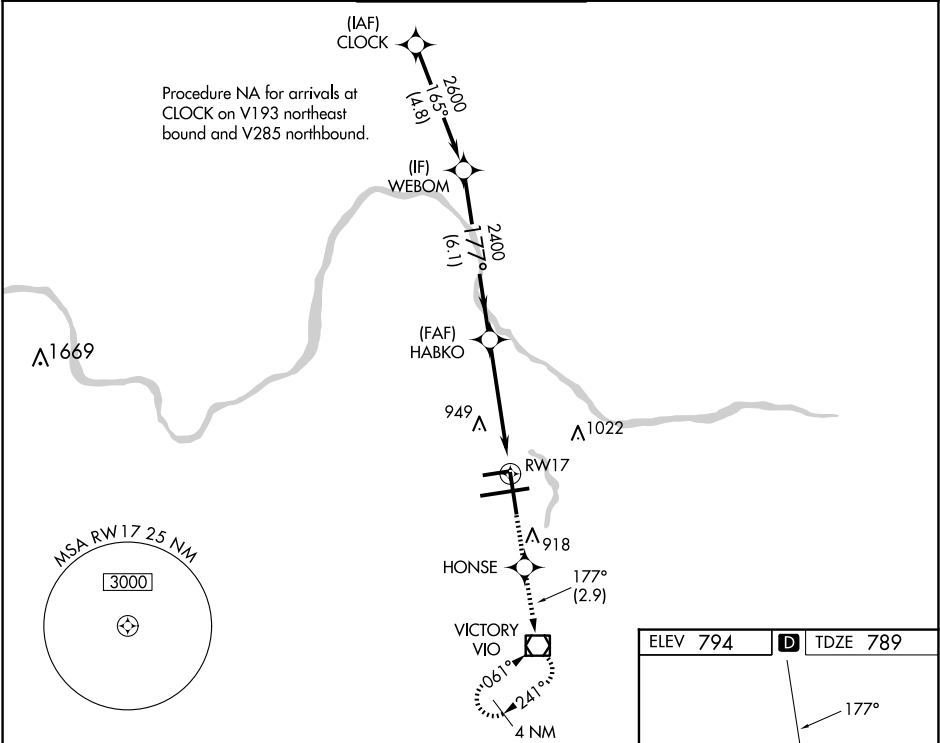 (IAF)
CLOCK
Procedure NA for arrivals at
CLOCK on V193 northeast
bound and V285 northbound.
2600
165°
(4.8)
(IF)
WEBOM
2400
177°
(6.1)
(FAF)
HABKO
1669
949
1022
RW17
MSA RW17 25 NM
3000
918
HONSE
177°
(2.9)
VICTORY
VIO
061°
241°
4 NM
ELEV 794 D TDZE 789
177°